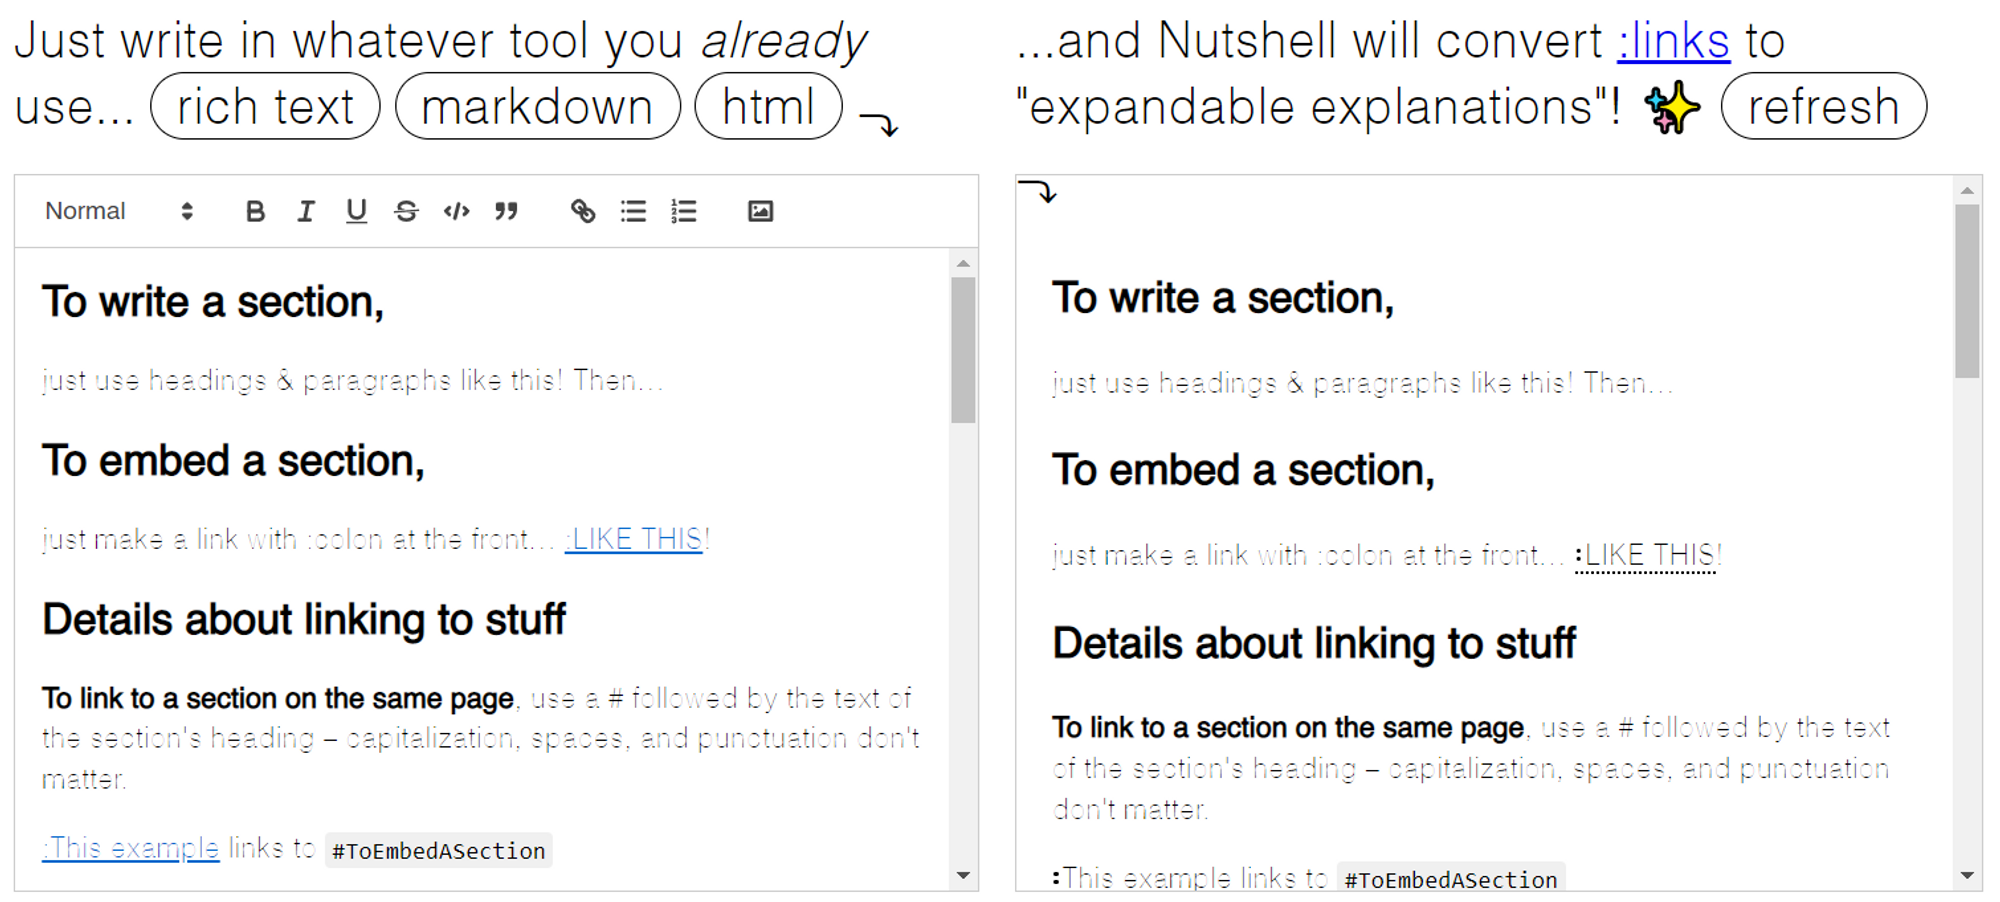 Just write in whatever tool you already
use... rich text markdown html
...and Nutshell will convert :links to
"expandable explanations"! refresh
Normal
To write a section,
just use headings & paragraphs like this! Then...
To embed a section,
just make a link with :colon at the front... :LIKE THIS!
Details about linking to stuff
To link to a section on the same page, use a # followed by the text of
the section's heading – capitalization, spaces, and punctuation don't
matter.
:This example links to #ToEmbedASection
To write a section,
just use headings & paragraphs like this! Then...
To embed a section,
just make a link with :colon at the front... :LIKE THIS!
Details about linking to stuff
To link to a section on the same page, use a # followed by the text
of the section's heading – capitalization, spaces, and punctuation
don't matter.
:This example links to #ToEmbedASection